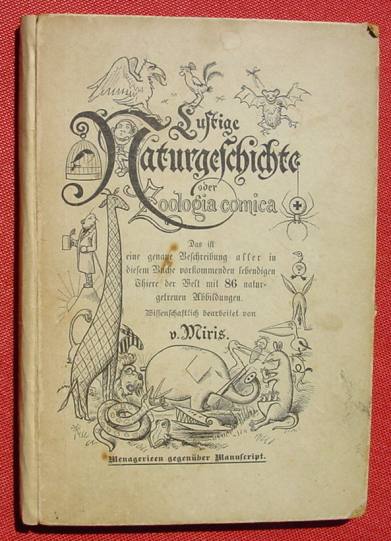 Lustige
Naturgeschichte
oder
Zoologia comica
Das ist
eine genaue Beschreibung aller in
diesem Buche vorkommenden lebendigen
Thiere der Welt mit 86 natur-
getreuen Abbildungen.
Wissenschaftlich bearbeitet von
v. Miris.
Menagerieen gegenüber Manuscript.